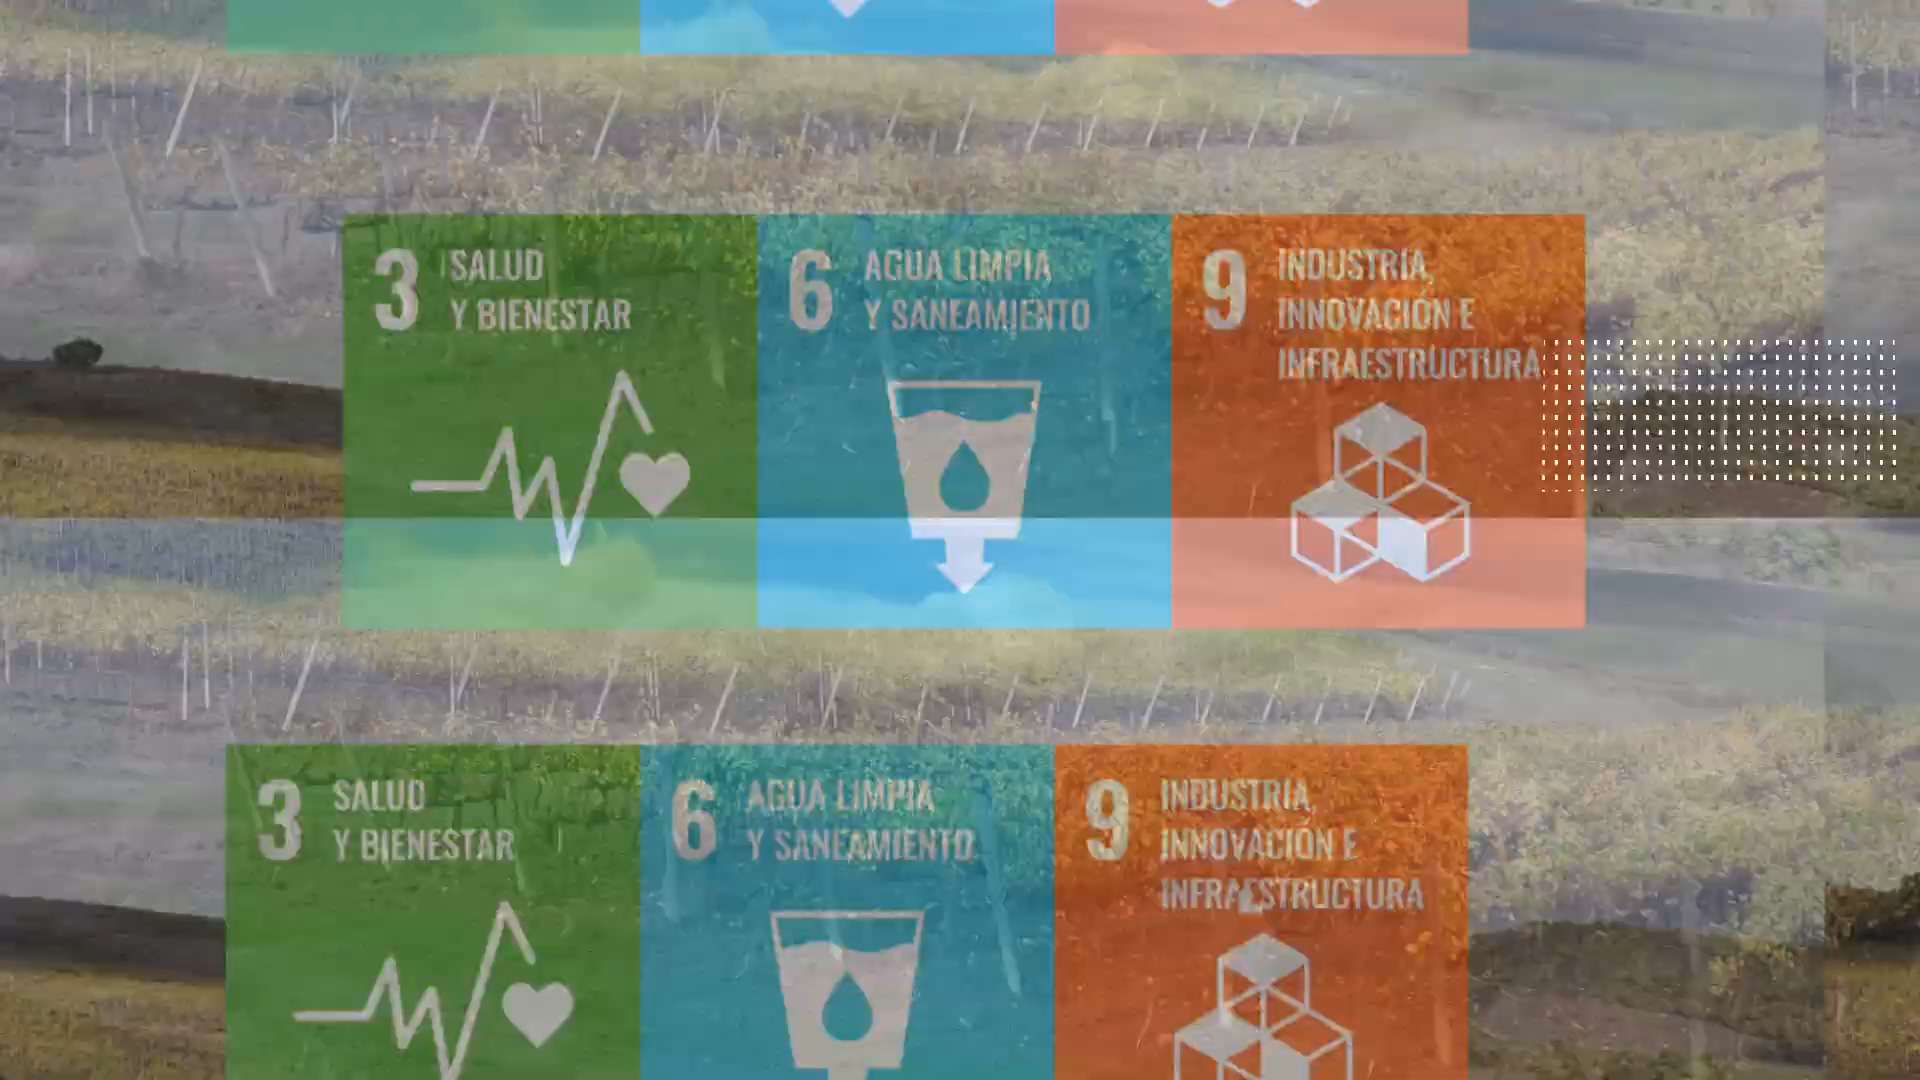 3 SALUD
Y BIENESTAR
6 AGUA LIMPIA
Y SANEAMIENTO
9 INDUSTRIA,
INNOVACIÓN E
INFRAESTRUCTURA
3 SALUD
Y BIENESTAR
6 AGUA LIMPIA
Y SANEAMIENTO
9 INDUSTRIA,
INNOVACIÓN E
INFRAESTRUCTURA